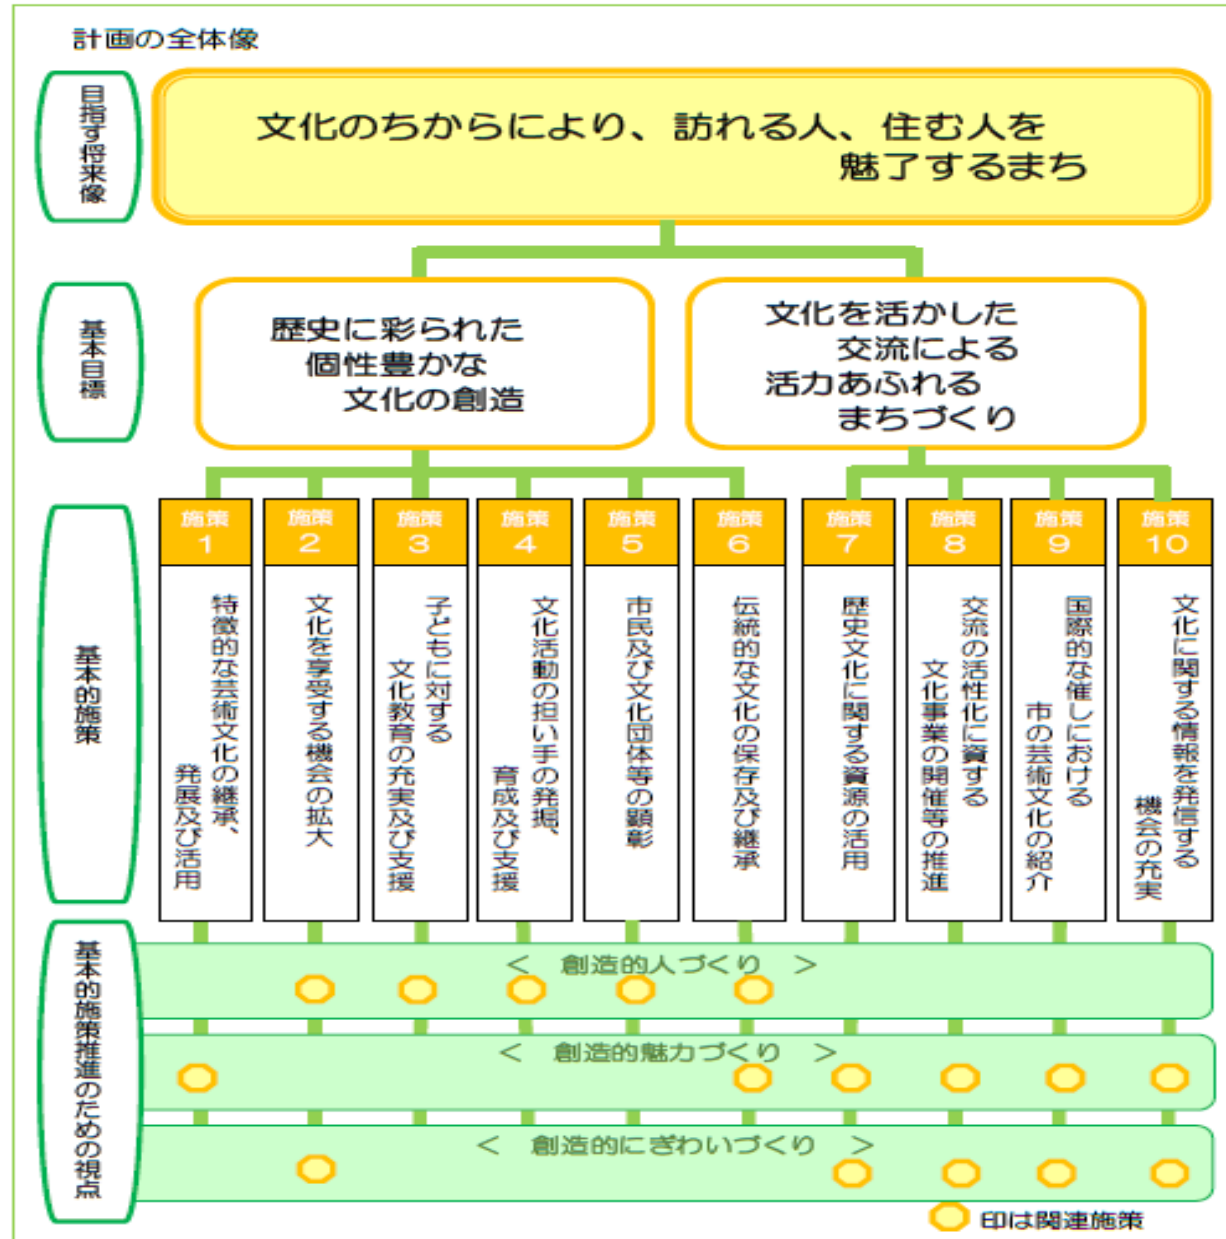 計画の全体像
目指す将来像
文化のちからにより、訪れる人、住む人を
魅了するまち
基本目標
歴史に彩られた
個性豊かな
文化の創造
文化を活かした
交流による
活力あふれる
まちづくり
基本的施策
施策
1
特徴的な芸術文化の継承、
発展及び活用
施策
2
文化を享受する機会の拡大
施策
3
子どもに対する
文化教育の充実及び支援
施策
4
文化活動の担い手の発掘、
育成及び支援
施策
5
市民及び文化団体等の顕彰
施策
6
伝統的な文化の保存及び継承
施策
7
歴史文化に関する資源の活用
施策
8
交流の活性化に資する
文化事業の開催等の推進
施策
9
国際的な催しにおける
市の芸術文化の紹介
施策
10
文化に関する情報を発信する
機会の充実
基本的施策推進のための視点
< 創造的人づくり >
< 創造的魅力づくり >
< 創造的にぎわいづくり >
印は関連施策